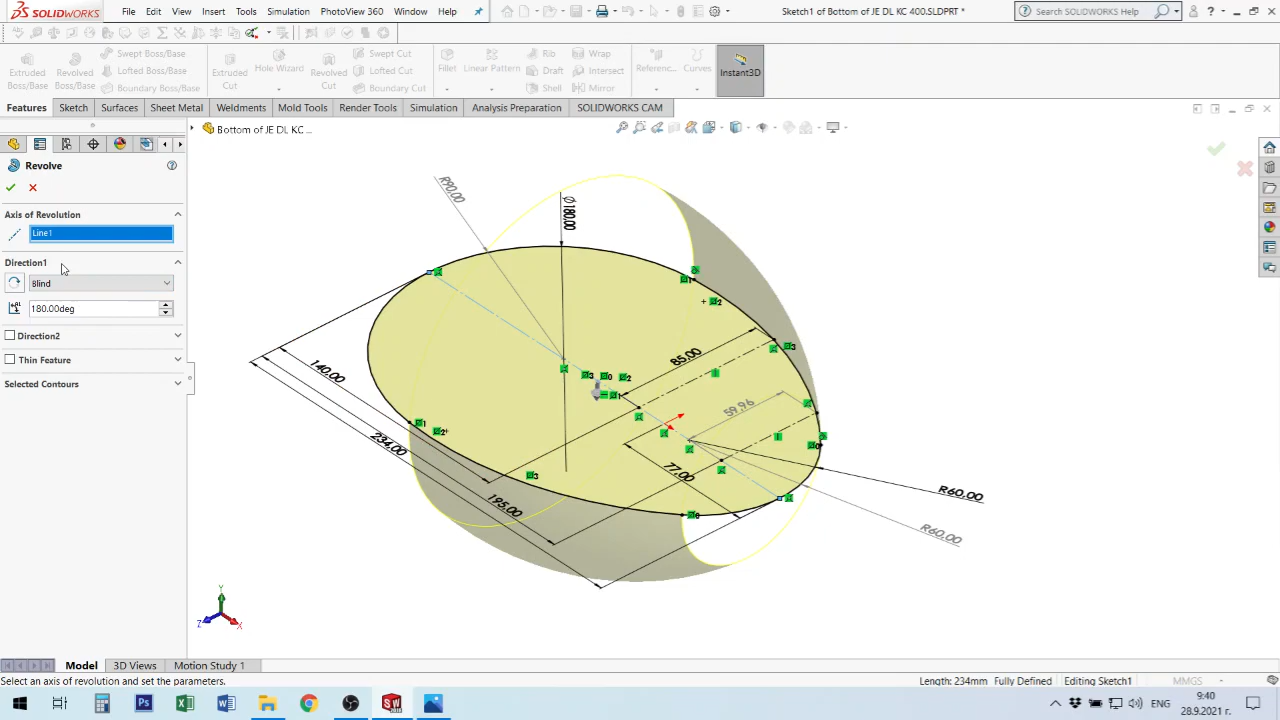 SOLIDWORKS File Edit View Insert Tools Simulation PhotoView 360 Window Help Sketch1 of Bottom of JE DL KC 400.SLDPRT * Search SOLIDWORKS Help
Extruded Boss/Base
Revolved Boss/Base
Swept Boss/Base
Lofted Boss/Base
Boundary Boss/Base
Extruded Cut
Hole Wizard
Revolved Cut
Swept Cut
Lofted Cut
Boundary Cut
Fillet
Linear Pattern
Rib
Draft
Shell
Wrap
Intersect
Mirror
Referenc...
Curves
Instant3D
Features Sketch Surfaces Sheet Metal Weldments Mold Tools Render Tools Simulation Analysis Preparation SOLIDWORKS CAM
Bottom of JE DL KC ...
Revolve
Axis of Revolution
Line1
Direction1
Blind
180.00deg
Direction2
Thin Feature
Selected Contours
R90,00
Ø180,00
85,00
140,00
59,96
234,00
77,00
195,00
R60,00
R60,00
Y
Z
X
Model 3D Views Motion Study 1
Select an axis of revolution and set the parameters.
Length: 234mm Fully Defined Editing Sketch1 MMGS
ENG
9:40
28.9.2021 г.